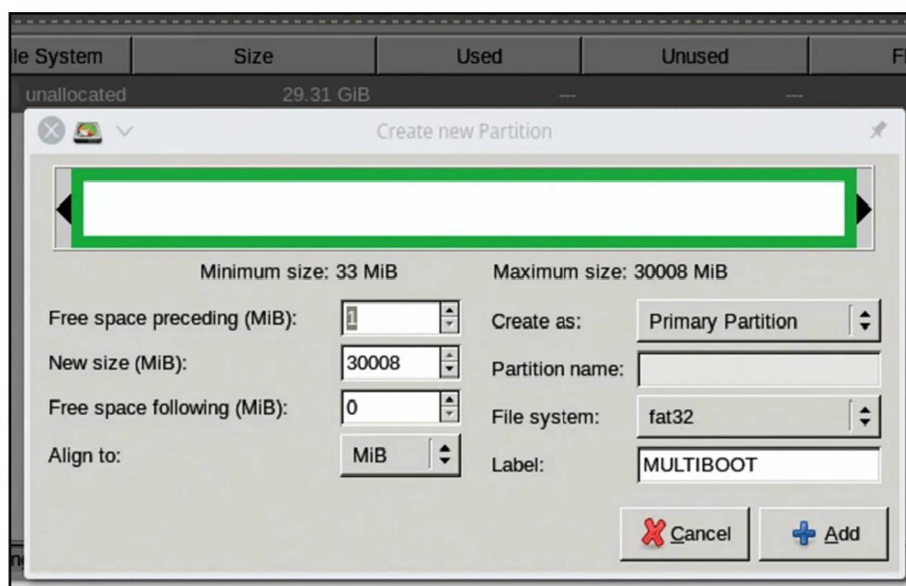 le System Size Used Unused
unallocated 29.31 GiB --- ---
Create new Partition
Minimum size: 33 MiB Maximum size: 30008 MiB
Free space preceding (MiB): 1 Create as: Primary Partition
New size (MiB): 30008 Partition name:
Free space following (MiB): 0 File system: fat32
Align to: MiB Label: MULTIBOOT
Cancel Add